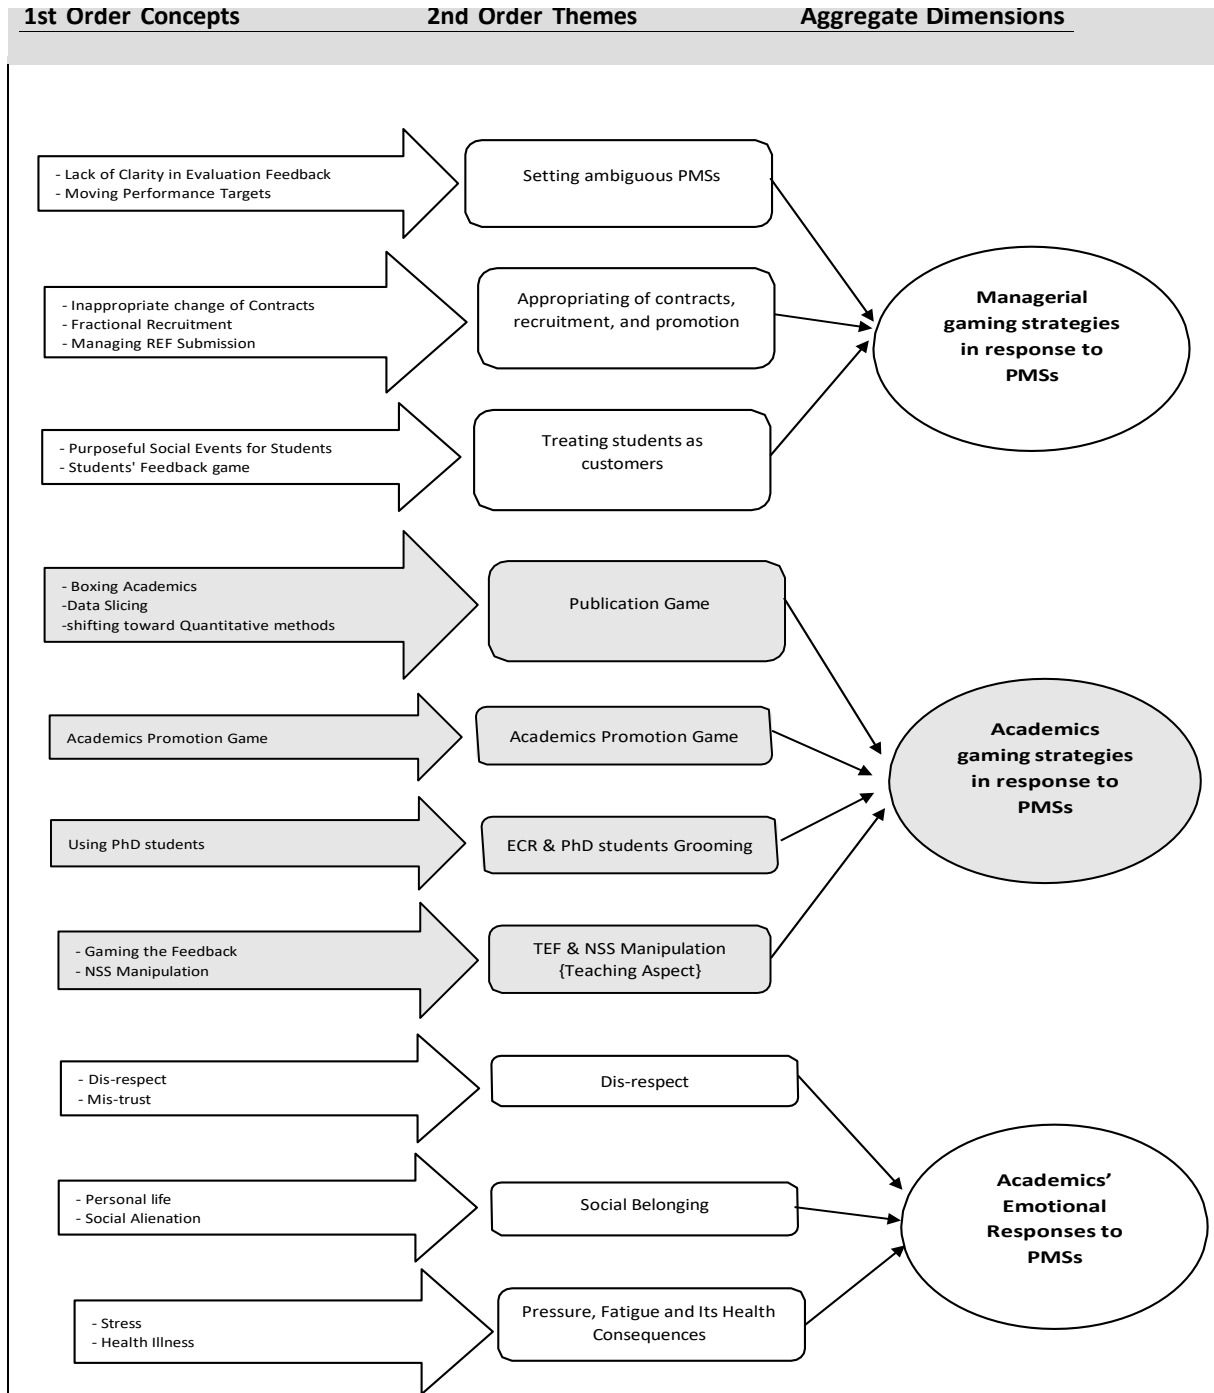 1st Order Concepts 2nd Order Themes Aggregate Dimensions
- Lack of Clarity in Evaluation Feedback
- Moving Performance Targets
Setting ambiguous PMSs
- Inappropriate change of Contracts
- Fractional Recruitment
- Managing REF Submission
Appropriating of contracts,
recruitment, and promotion
- Purposeful Social Events for Students
- Students' Feedback game
Treating students as
customers
Managerial
gaming strategies
in response to
PMSs
- Boxing Academics
-Data Slicing
-shifting toward Quantitative methods
Publication Game
Academics Promotion Game
Academics Promotion Game
Using PhD students
ECR & PhD students Grooming
- Gaming the Feedback
- NSS Manipulation
TEF & NSS Manipulation
{Teaching Aspect}
Academics
gaming strategies
in response to
PMSs
- Dis-respect
- Mis-trust
Dis-respect
- Personal life
- Social Alienation
Social Belonging
- Stress
- Health Illness
Pressure, Fatigue and Its Health
Consequences
Academics’
Emotional
Responses to
PMSs